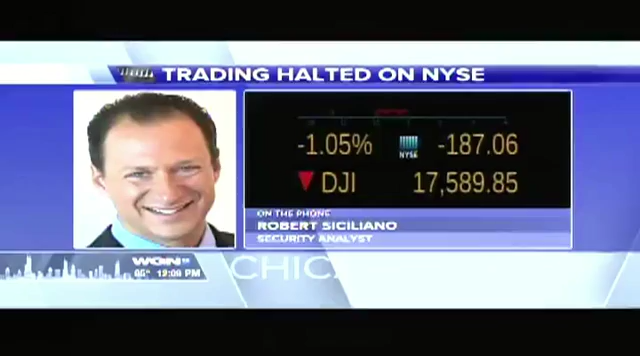 TRADING HALTED ON NYSE
-1.05%
NYSE
-187.06
DJI
17,589.85
ON THE PHONE
ROBERT SICILIANO
SECURITY ANALYST
WGN
12:09 PM
CHIC